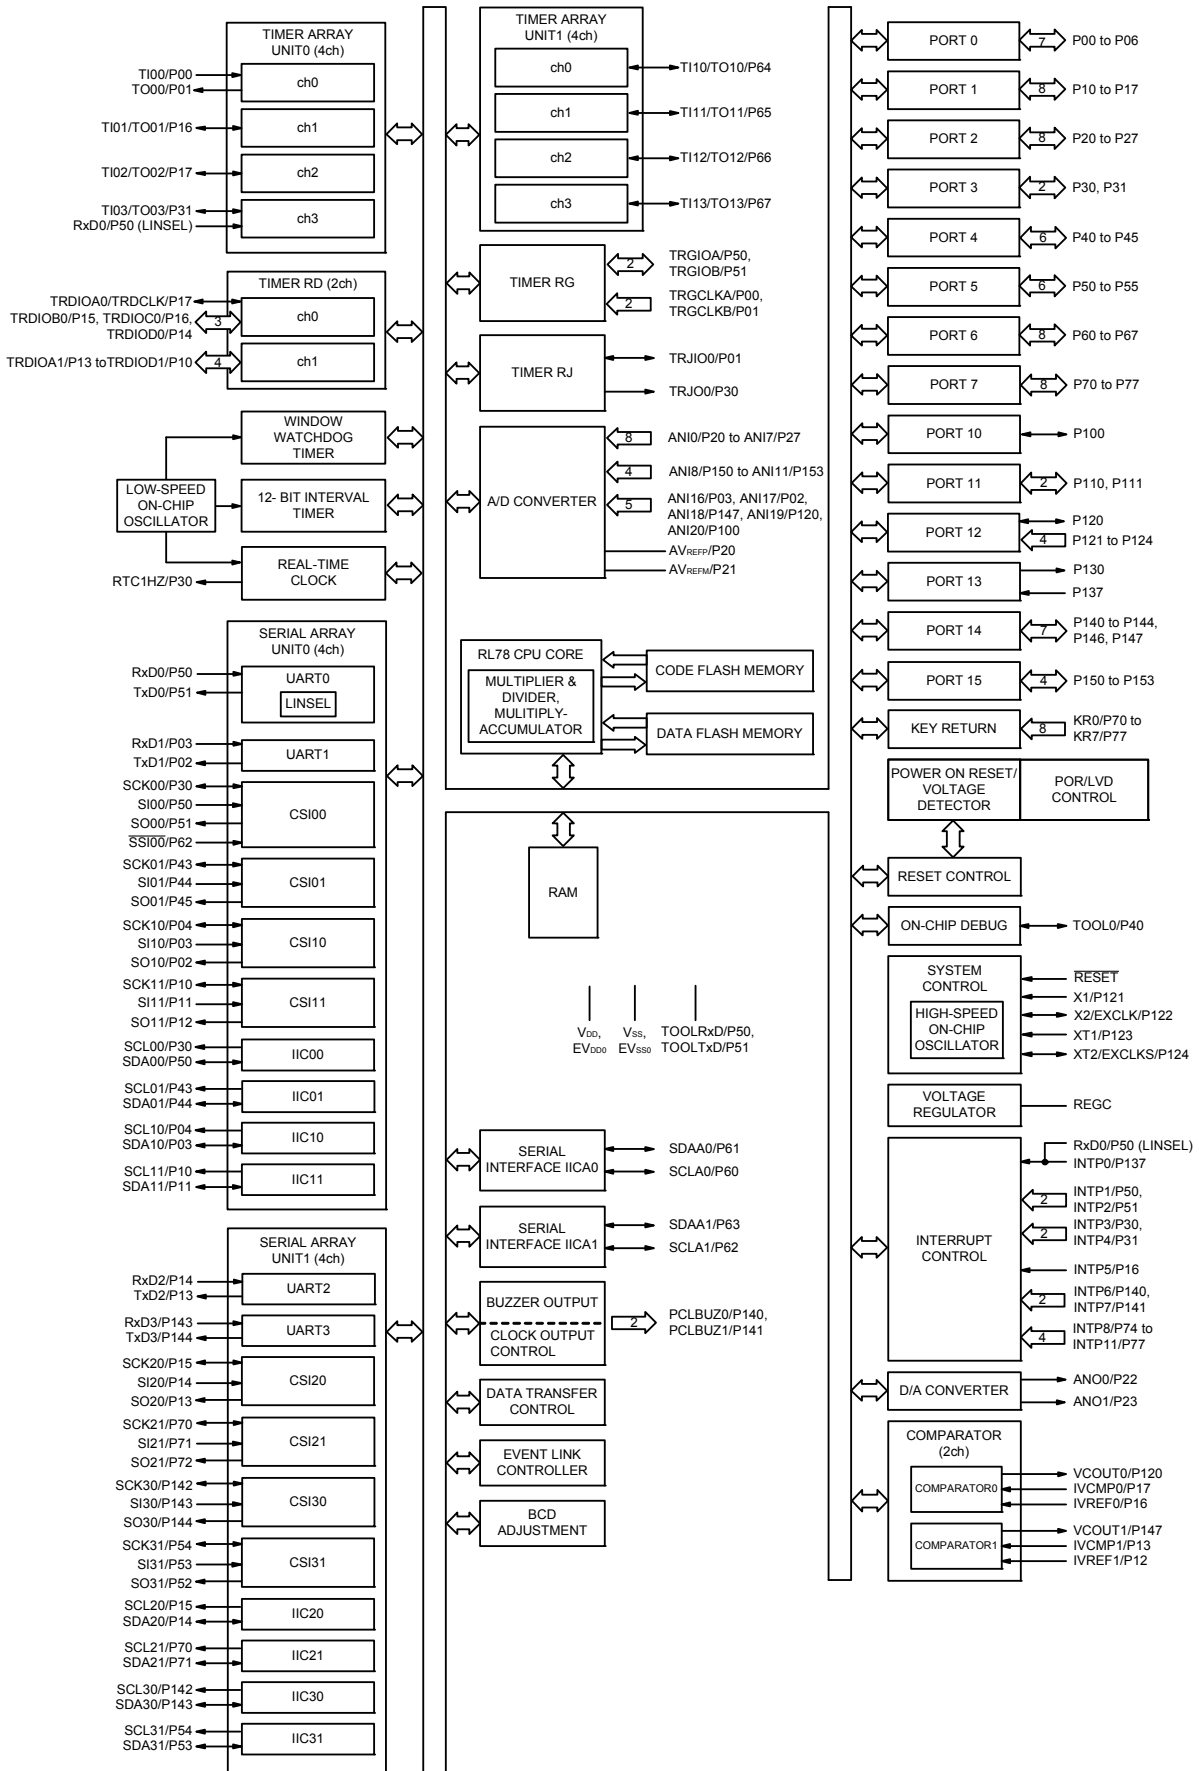 TIMER ARRAY
UNIT0 (4ch)
TI00/P00
TO00/P01
ch0
TI01/TO01/P16
ch1
TI02/TO02/P17
ch2
TI03/TO03/P31
RxD0/P50 (LINSEL)
ch3
TIMER RD (2ch)
TRDIOA0/TRDCLK/P17
TRDIOB0/P15, TRDIOC0/P16,
TRDIOD0/P14
3
ch0
TRDIOA1/P13 toTRDIOD1/P10
4
ch1
WINDOW
WATCHDOG
TIMER
LOW-SPEED
ON-CHIP
OSCILLATOR
12- BIT INTERVAL
TIMER
REAL-TIME
CLOCK
RTC1HZ/P30
SERIAL ARRAY
UNIT0 (4ch)
RxD0/P50
TxD0/P51
UART0
LINSEL
RxD1/P03
TxD1/P02
UART1
SCK00/P30
SI00/P50
SO00/P51
SSI00/P62
CSI00
SCK01/P43
SI01/P44
SO01/P45
CSI01
SCK10/P04
SI10/P03
SO10/P02
CSI10
SCK11/P10
SI11/P11
SO11/P12
CSI11
SCL00/P30
SDA00/P50
IIC00
SCL01/P43
SDA01/P44
IIC01
SCL10/P04
SDA10/P03
IIC10
SCL11/P10
SDA11/P11
IIC11
SERIAL ARRAY
UNIT1 (4ch)
RxD2/P14
TxD2/P13
UART2
RxD3/P143
TxD3/P144
UART3
SCK20/P15
SI20/P14
SO20/P13
CSI20
SCK21/P70
SI21/P71
SO21/P72
CSI21
SCK30/P142
SI30/P143
SO30/P144
CSI30
SCK31/P54
SI31/P53
SO31/P52
CSI31
SCL20/P15
SDA20/P14
IIC20
SCL21/P70
SDA21/P71
IIC21
SCL30/P142
SDA30/P143
IIC30
SCL31/P54
SDA31/P53
IIC31
TIMER ARRAY
UNIT1 (4ch)
ch0
TI10/TO10/P64
ch1
TI11/TO11/P65
ch2
TI12/TO12/P66
ch3
TI13/TO13/P67
TIMER RG
2
TRGIOA/P50,
TRGIOB/P51
2
TRGCLKA/P00,
TRGCLKB/P01
TIMER RJ
TRJIO0/P01
TRJO0/P30
A/D CONVERTER
8
ANI0/P20 to ANI7/P27
4
ANI8/P150 to ANI11/P153
5
ANI16/P03, ANI17/P02,
ANI18/P147, ANI19/P120,
ANI20/P100
AVREFP/P20
AVREFM/P21
RL78 CPU CORE
MULTIPLIER &
DIVIDER,
MULITIPLY-
ACCUMULATOR
CODE FLASH MEMORY
DATA FLASH MEMORY
RAM
VDD,
EVDD0
VSS,
EVSS0
TOOLRxD/P50,
TOOLTxD/P51
SERIAL
INTERFACE IICA0
SDAA0/P61
SCLA0/P60
SERIAL
INTERFACE IICA1
SDAA1/P63
SCLA1/P62
BUZZER OUTPUT
CLOCK OUTPUT
CONTROL
2
PCLBUZ0/P140,
PCLBUZ1/P141
DATA TRANSFER
CONTROL
EVENT LINK
CONTROLLER
BCD
ADJUSTMENT
PORT 0
7
P00 to P06
PORT 1
8
P10 to P17
PORT 2
8
P20 to P27
PORT 3
2
P30, P31
PORT 4
6
P40 to P45
PORT 5
6
P50 to P55
PORT 6
8
P60 to P67
PORT 7
8
P70 to P77
PORT 10
P100
PORT 11
2
P110, P111
PORT 12
P120
4
P121 to P124
PORT 13
P130
P137
PORT 14
7
P140 to P144,
P146, P147
PORT 15
4
P150 to P153
KEY RETURN
8
KR0/P70 to
KR7/P77
POWER ON RESET/
VOLTAGE
DETECTOR
POR/LVD
CONTROL
RESET CONTROL
ON-CHIP DEBUG
TOOL0/P40
SYSTEM
CONTROL
HIGH-SPEED
ON-CHIP
OSCILLATOR
RESET
X1/P121
X2/EXCLK/P122
XT1/P123
XT2/EXCLKS/P124
VOLTAGE
REGULATOR
REGC
INTERRUPT
CONTROL
RxD0/P50 (LINSEL)
INTP0/P137
2
INTP1/P50,
INTP2/P51
2
INTP3/P30,
INTP4/P31
INTP5/P16
2
INTP6/P140,
INTP7/P141
4
INTP8/P74 to
INTP11/P77
D/A CONVERTER
ANO0/P22
ANO1/P23
COMPARATOR
(2ch)
COMPARATOR0
VCOUT0/P120
IVCMP0/P17
IVREF0/P16
COMPARATOR1
VCOUT1/P147
IVCMP1/P13
IVREF1/P12